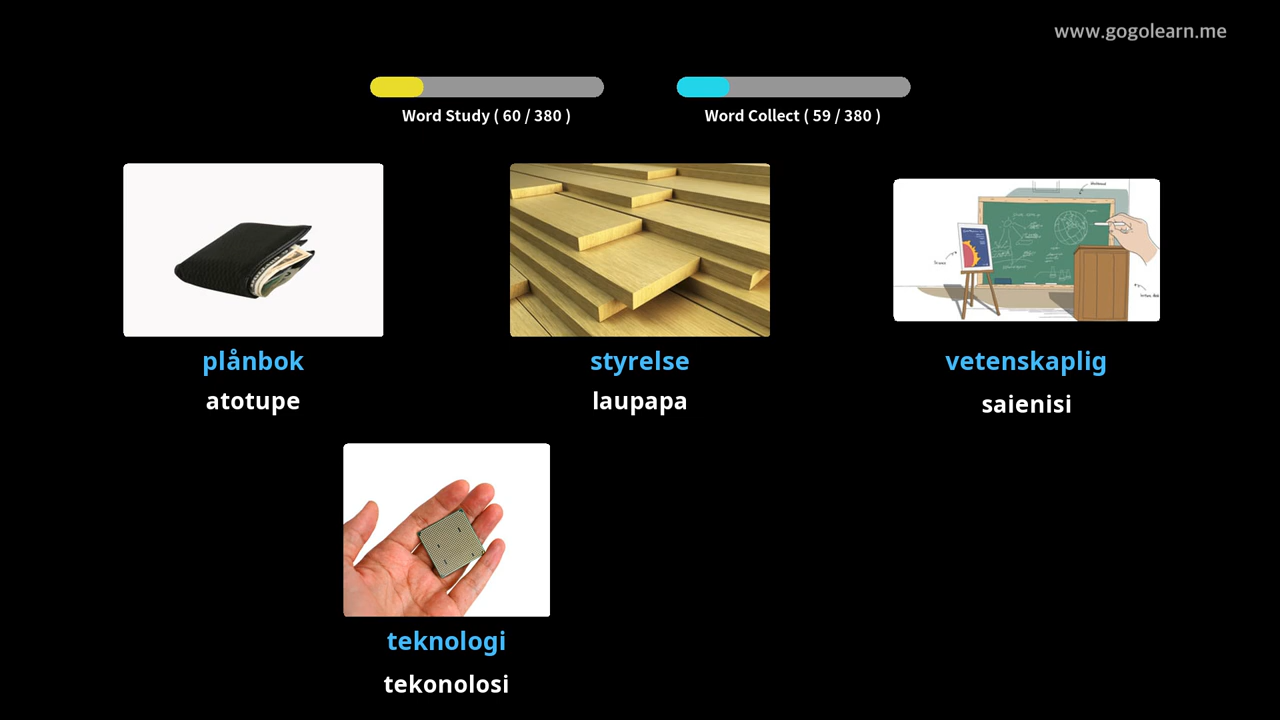 www.gogolearn.me
Word Study ( 60 / 380 )
Word Collect ( 59 / 380 )
plånbok
atotupe
styrelse
laupapa
vetenskaplig
saienisi
teknologi
tekonolosi